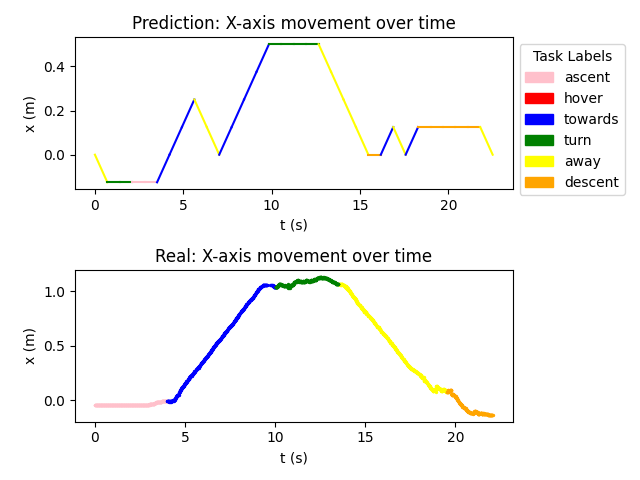 Prediction: X-axis movement over time
x (m)
0.4
0.2
0.0
0 5 10 15 20
t (s)
Task Labels
ascent
hover
towards
turn
away
descent
Real: X-axis movement over time
x (m)
1.0
0.5
0.0
0 5 10 15 20
t (s)